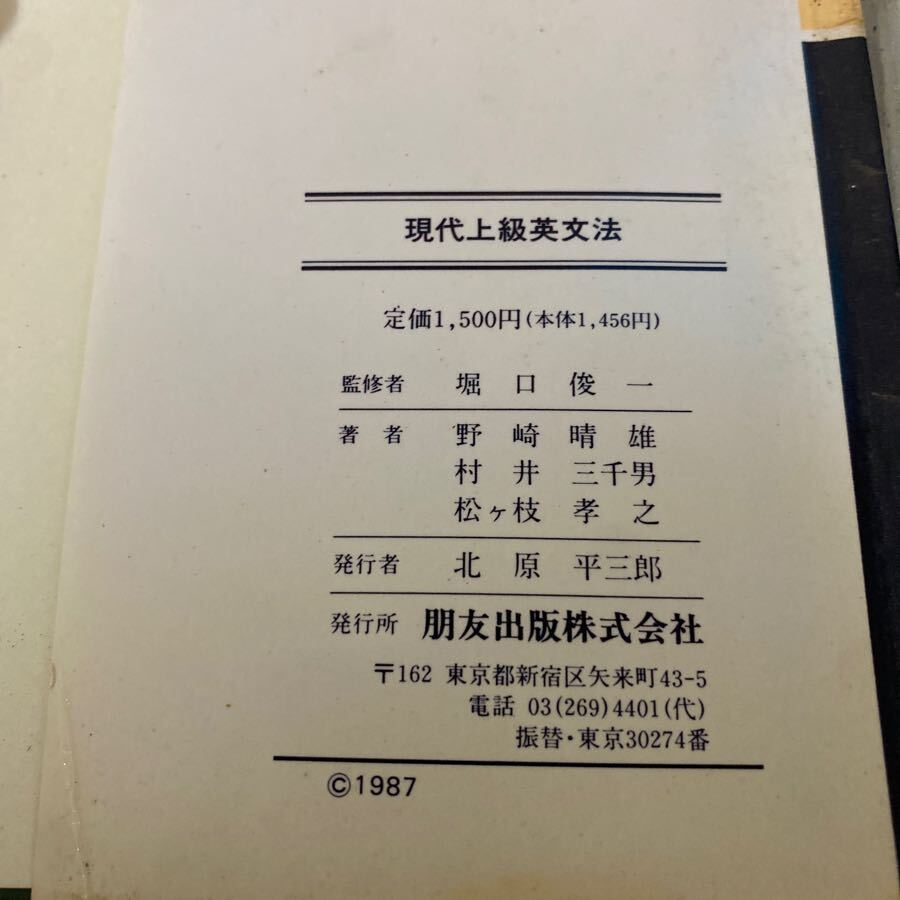 現代上級英文法
定価1,500円(本体1,456円)
監修者 堀口俊一
著者 野崎晴雄
村井三千男
松ヶ枝孝之
発行者 北原平三郎
発行所 朋友出版株式会社
〒162 東京都新宿区矢来町43-5
電話 03(269)4401(代)
振替・東京30274番
©1987